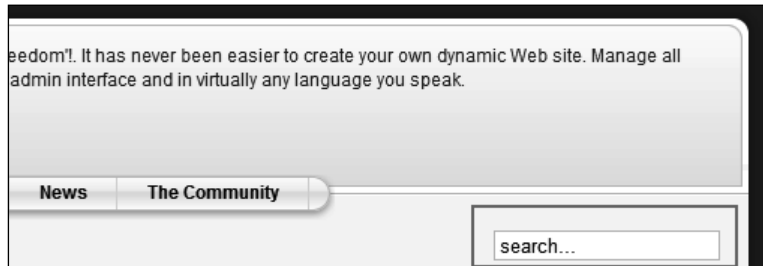 eedom'!. It has never been easier to create your own dynamic Web site. Manage all
admin interface and in virtually any language you speak.
News The Community
search...